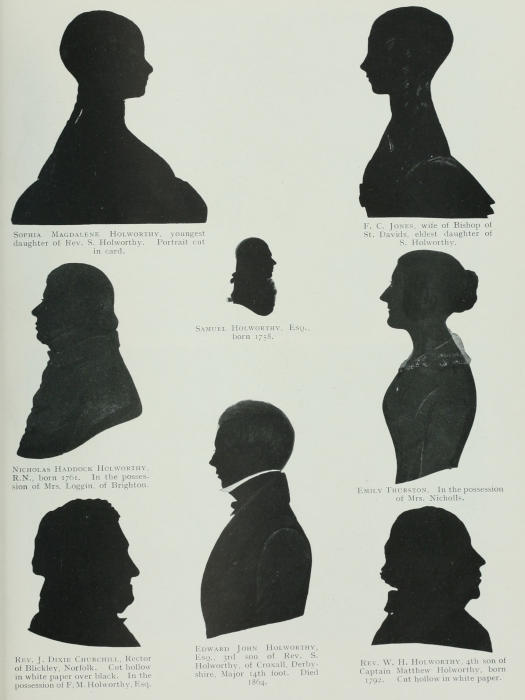 Sophia Magdalene Holworthy, youngest
daughter of Rev. S. Holworthy. Portrait cut
in card.
F. C. Jones, wife of Bishop of
St. Davids, eldest daughter of
S. Holworthy.
Samuel Holworthy, Esq.,
born 1758.
Nicholas Haddock Holworthy,
R.N., born 1761. In the posses-
sion of Mrs. Loggin, of Brighton.
Emily Thurston. In the possession
of Mrs. Nicholls.
Rev. J. Dixie Churchill, Rector
of Blickley, Norfolk. Cut hollow
in white paper over black. In the
possession of F. M. Holworthy, Esq.
Edward John Holworthy,
Esq., 3rd son of Rev. S.
Holworthy, of Croxall, Derby-
shire, Major 14th foot. Died
1864.
Rev. W. H. Holworthy, 4th son of
Captain Matthew Holworthy, born
1792. Cut hollow in white paper.